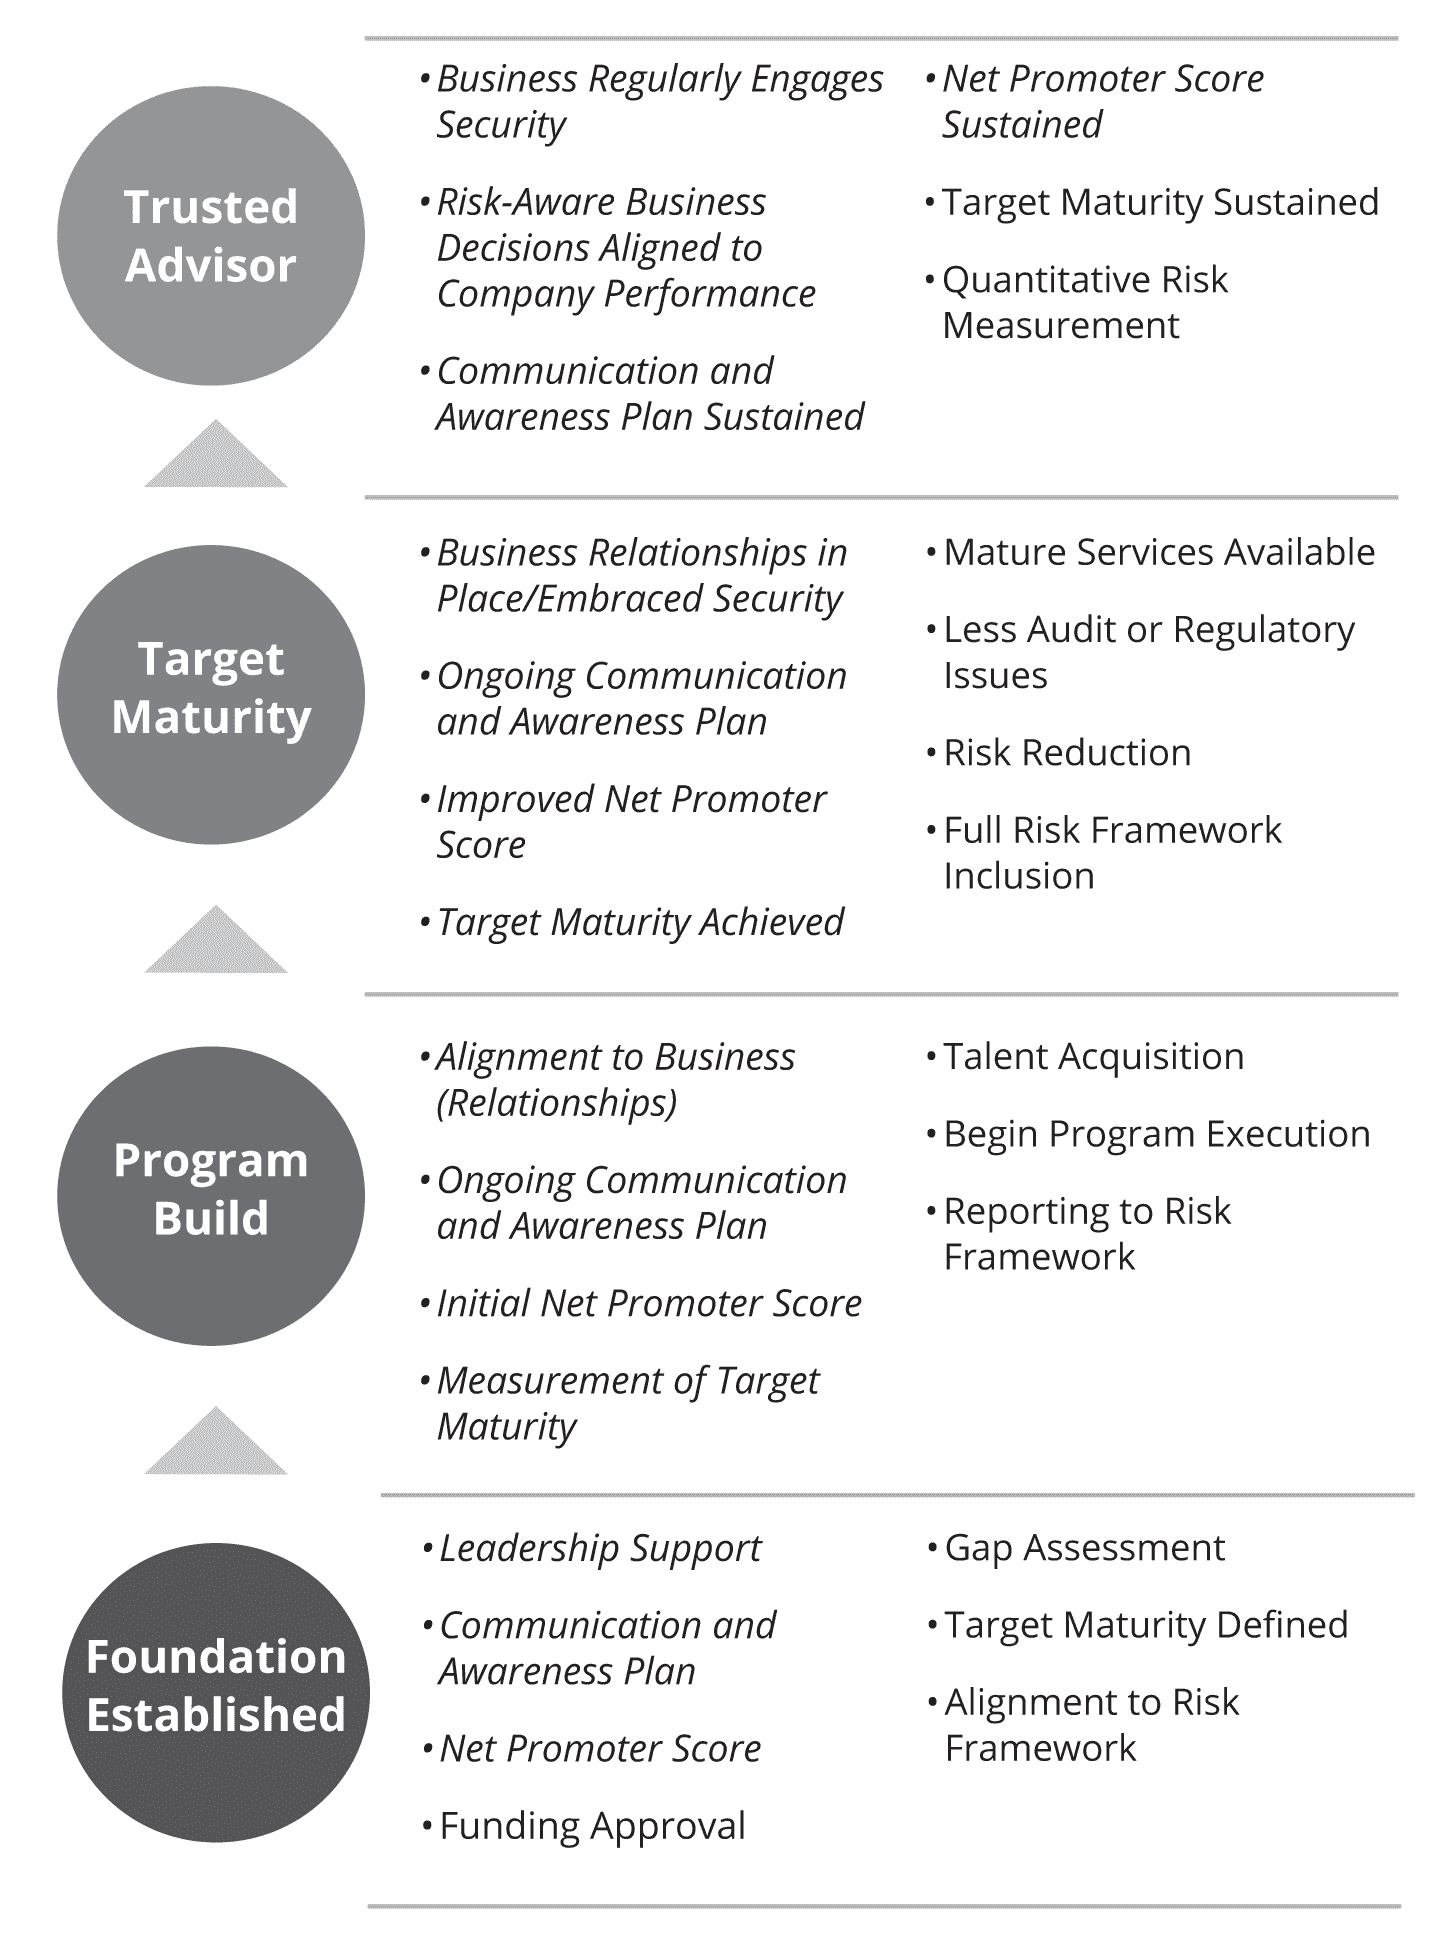 Trusted
Advisor
• Business Regularly Engages
Security
• Risk-Aware Business
Decisions Aligned to
Company Performance
• Communication and
Awareness Plan Sustained
• Net Promoter Score
Sustained
• Target Maturity Sustained
• Quantitative Risk
Measurement
Target
Maturity
• Business Relationships in
Place/Embraced Security
• Ongoing Communication
and Awareness Plan
• Improved Net Promoter
Score
• Target Maturity Achieved
• Mature Services Available
• Less Audit or Regulatory
Issues
• Risk Reduction
• Full Risk Framework
Inclusion
Program
Build
• Alignment to Business
(Relationships)
• Ongoing Communication
and Awareness Plan
• Initial Net Promoter Score
• Measurement of Target
Maturity
• Talent Acquisition
• Begin Program Execution
• Reporting to Risk
Framework
Foundation
Established
• Leadership Support
• Communication and
Awareness Plan
• Net Promoter Score
• Funding Approval
• Gap Assessment
• Target Maturity Defined
• Alignment to Risk
Framework